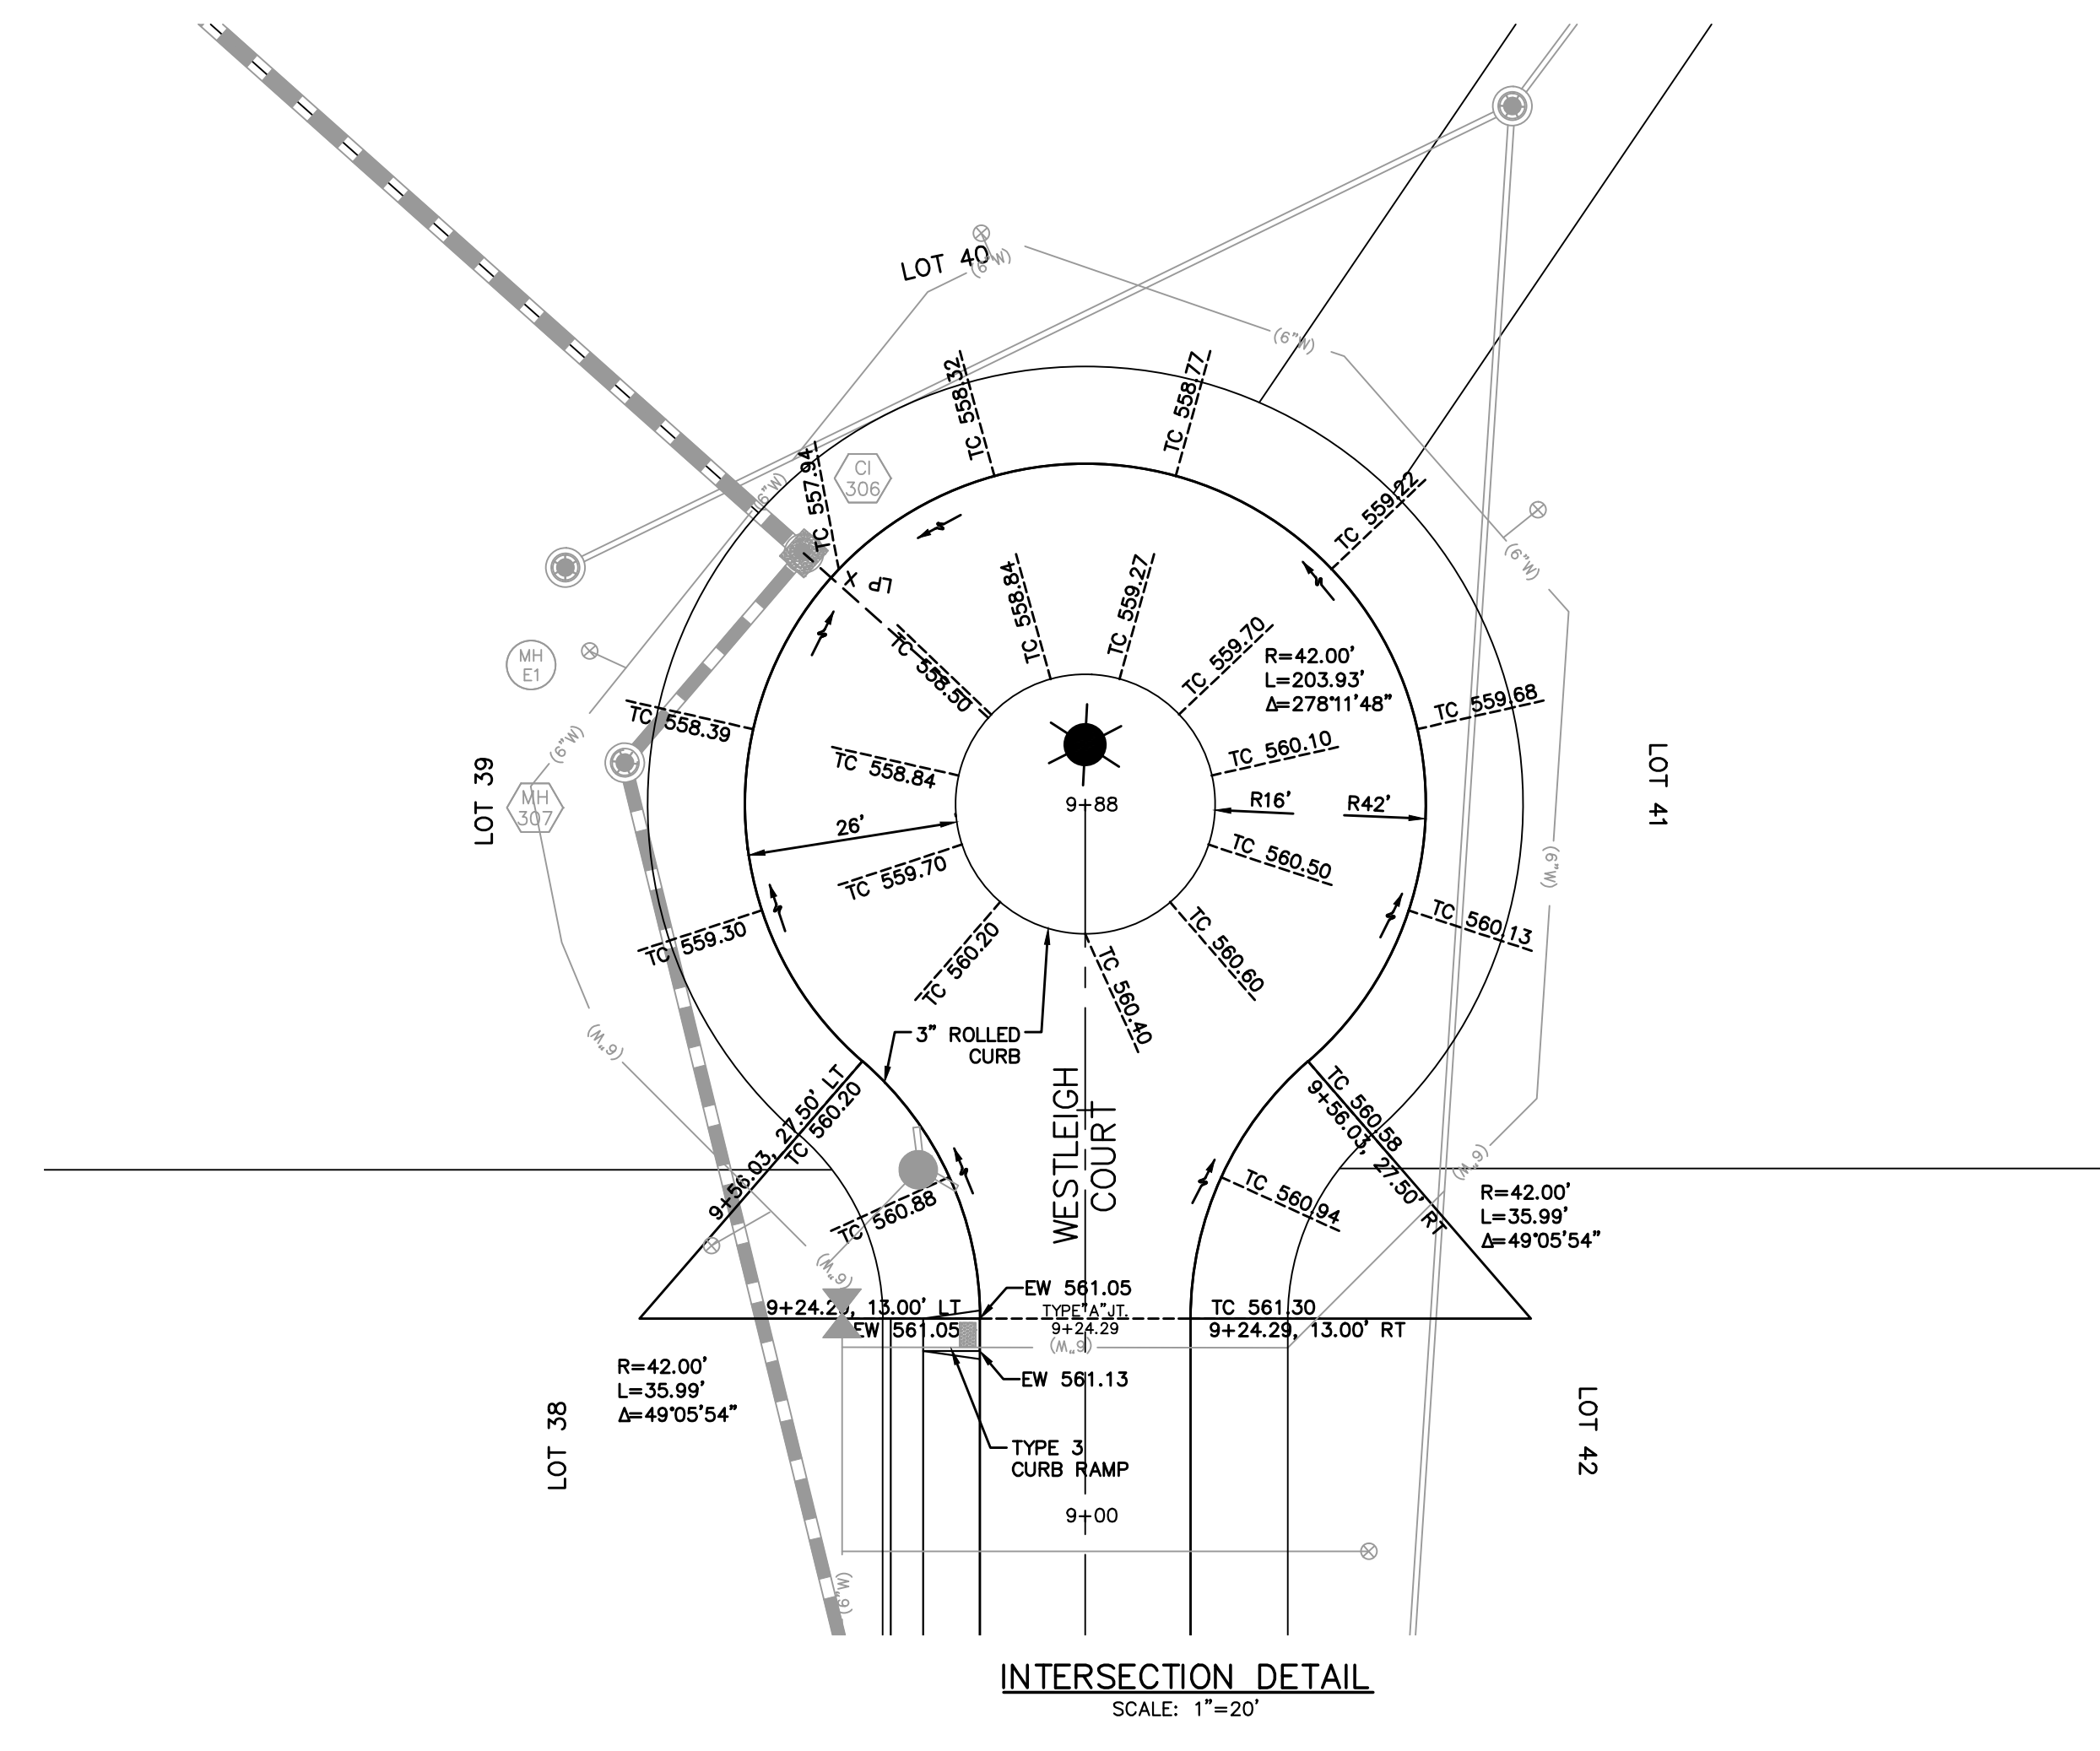 LOT 40
(6"W)
(6"W)
TC 558.32
TC 558.77
TC 557.94
CI
306
(6"W)
TC 559.22
(6"W)
X LP
TC 558.84
TC 559.27
TC 558.50
TC 559.70
R=42.00'
L=203.93'
Δ=278°11'48"
MH
E1
TC 558.39
TC 559.68
(6"W)
TC 558.84
TC 560.10
LOT 39
LOT 41
MH
307
9+88
R16'
R42'
26'
TC 559.70
TC 560.50
(6"W)
TC 559.30
TC 560.20
TC 560.60
TC 560.13
TC 560.40
3" ROLLED
CURB
(6"W)
WESTLEIGH
COURT
9+56.03, 27.50' LT
TC 560.20
TC 560.58
9+56.03, 27.50' RT
(6"W)
TC 560.88
TC 560.94
R=42.00'
L=35.99'
Δ=49°05'54"
(6"W)
EW 561.05
9+24.29, 13.00' LT
TYPE"A"JT.
TC 561.30
EW 561.05
9+24.29
9+24.29, 13.00' RT
(6"W)
R=42.00'
L=35.99'
Δ=49°05'54"
EW 561.13
LOT 38
LOT 42
TYPE 3
CURB RAMP
9+00
(6"W)
INTERSECTION DETAIL
SCALE: 1"=20'